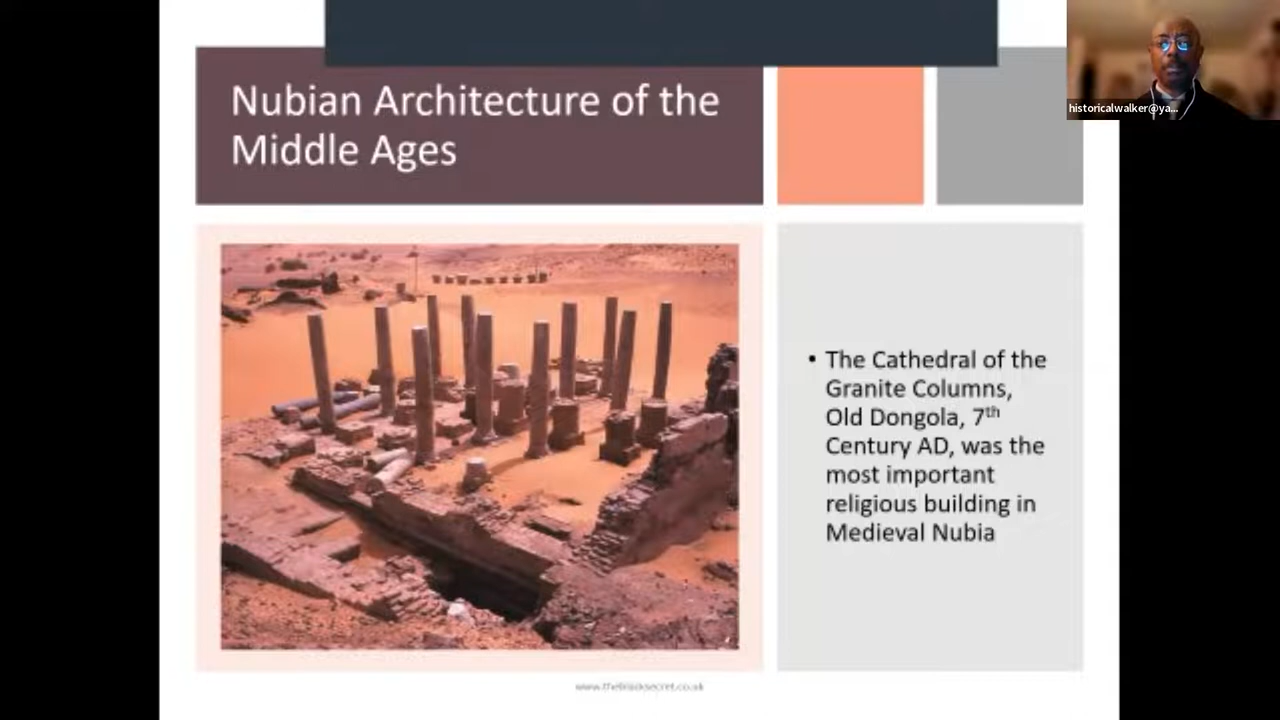 Nubian Architecture of the
Middle Ages
historicalwalker@ya...
• The Cathedral of the
Granite Columns,
Old Dongola, 7th
Century AD, was the
most important
religious building in
Medieval Nubia
www.theblacksecret.co.uk